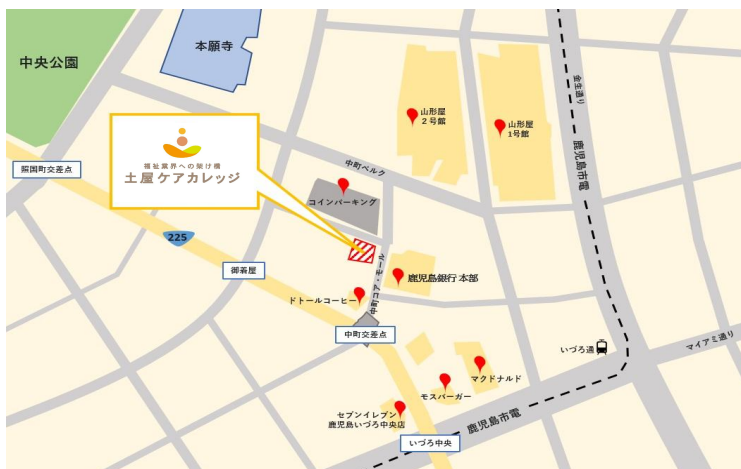 中央公園
本願寺
山形屋
2号館
山形屋
1号館
金生通り
鹿児島市電
福祉業界への架け橋
土屋ケアカレッジ
照国町交差点
中町ベルク
コインパーキング
225
御着屋
中町コア・モール
鹿児島銀行 本部
ドトールコーヒー
中町交差点
いづろ通
マイアミ通り
マクドナルド
モスバーガー
セブンイレブン
鹿児島いづろ中央店
鹿児島市電
いづろ中央